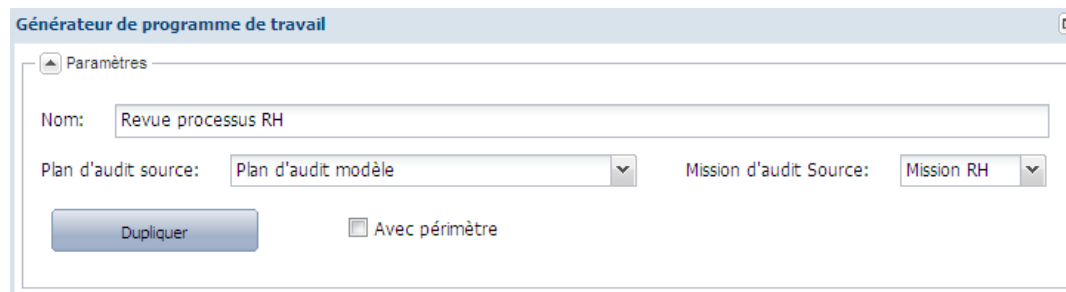 Générateur de programme de travail
Paramètres
Nom: Revue processus RH
Plan d'audit source: Plan d'audit modèle Mission d'audit Source: Mission RH
Dupliquer Avec périmètre